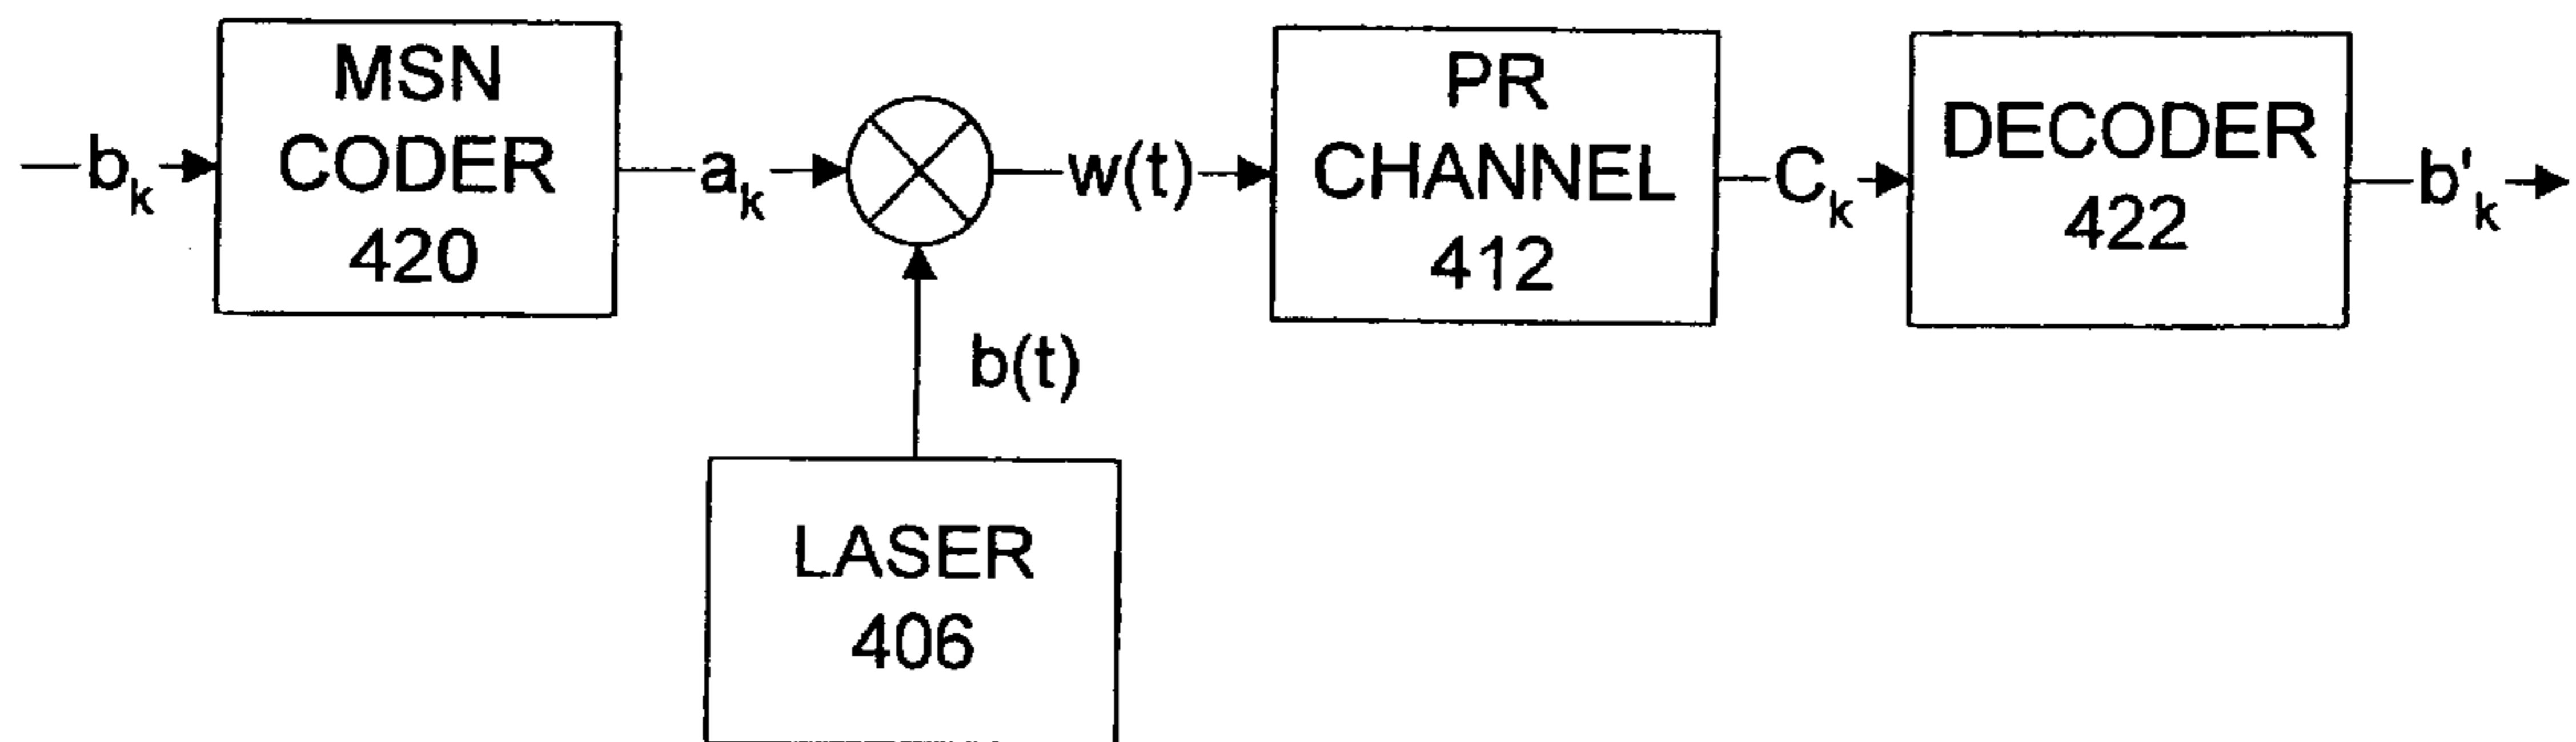 b_k
MSN
CODER
420
a_k
w(t)
PR
CHANNEL
412
C_k
DECODER
422
b'_k
b(t)
LASER
406